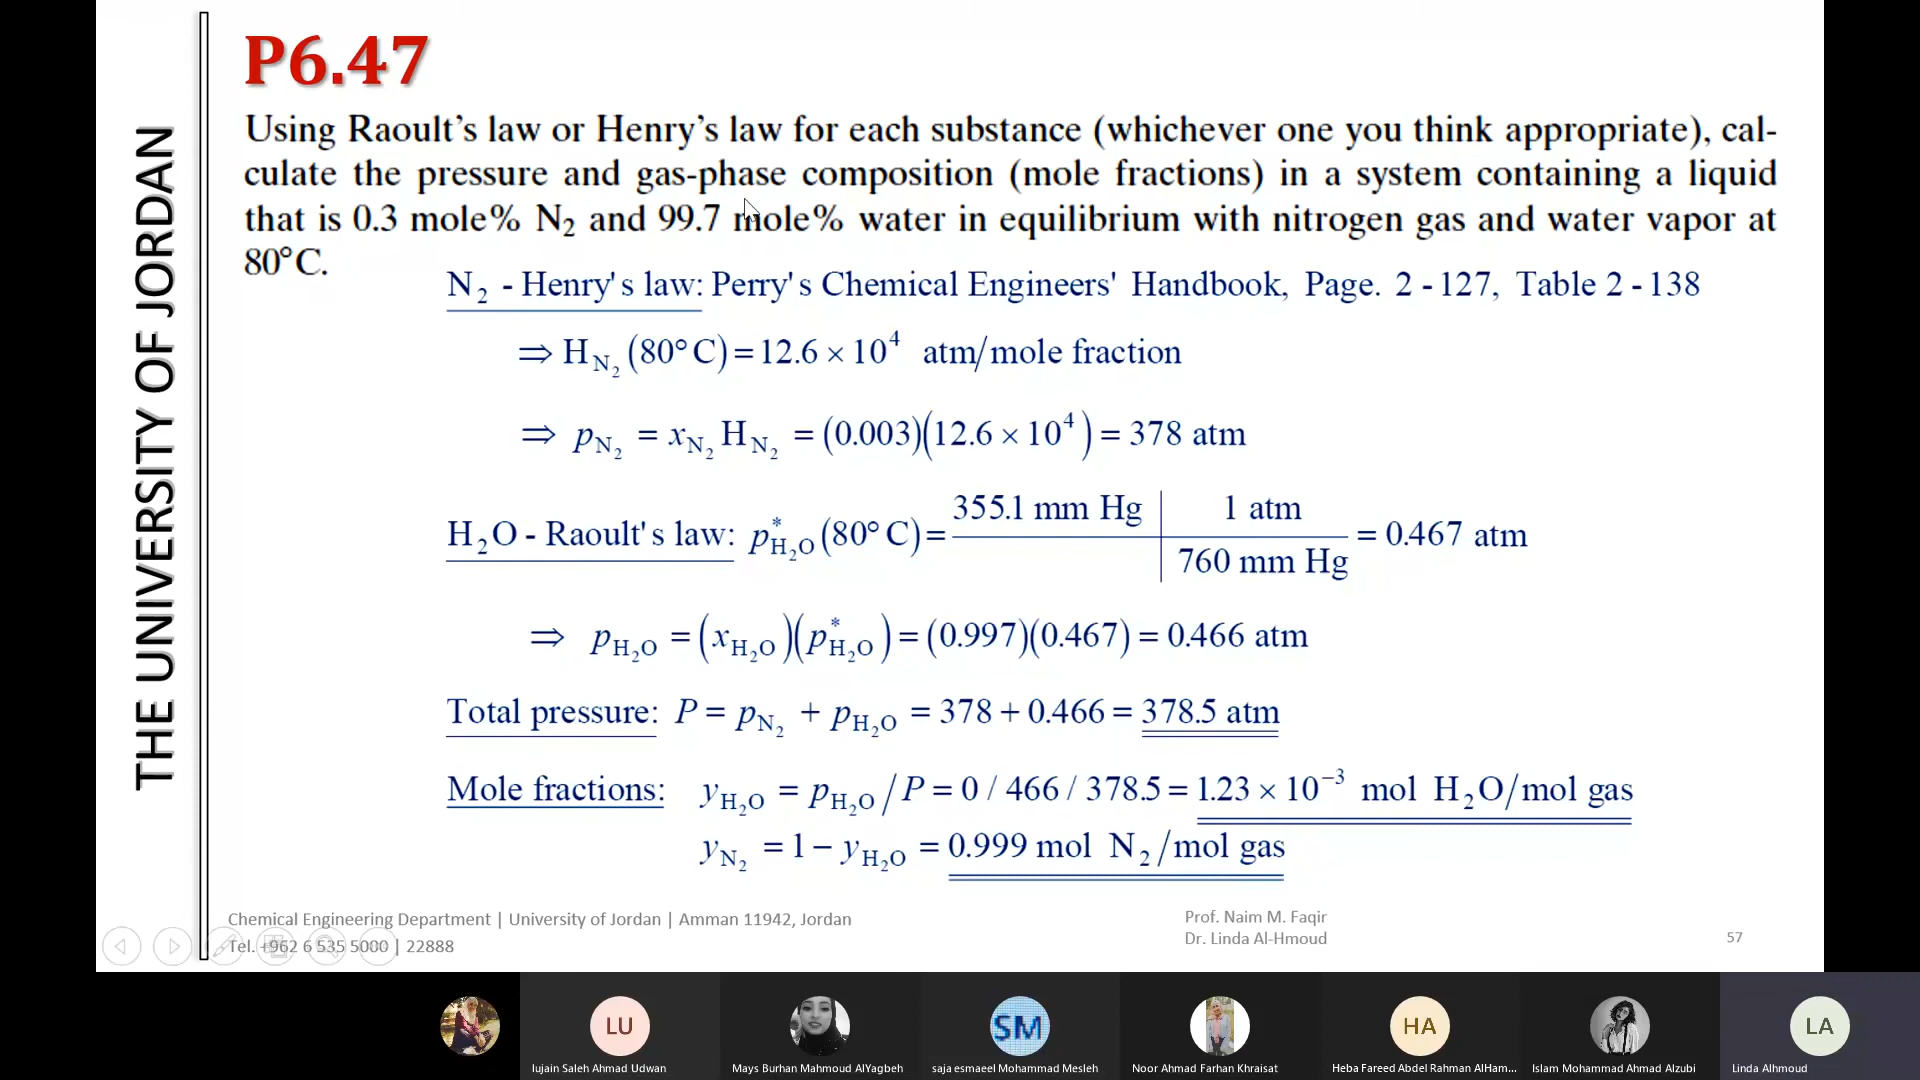 THE UNIVERSITY OF JORDAN
P6.47
Using Raoult's law or Henry's law for each substance (whichever one you think appropriate), cal-
culate the pressure and gas-phase composition (mole fractions) in a system containing a liquid
that is 0.3 mole% N₂ and 99.7 mole% water in equilibrium with nitrogen gas and water vapor at
80°C.
N₂ - Henry's law: Perry's Chemical Engineers' Handbook, Page. 2 - 127, Table 2 - 138
⇒ H_N₂ (80° C) = 12.6 × 10⁴ atm/mole fraction
⇒ p_N₂ = x_N₂ H_N₂ = (0.003)(12.6 × 10⁴) = 378 atm
H₂O - Raoult's law: p*_H₂O (80° C) = 355.1 mm Hg | 1 atm / 760 mm Hg = 0.467 atm
⇒ p_H₂O = (x_H₂O)(p*_H₂O) = (0.997)(0.467) = 0.466 atm
Total pressure: P = p_N₂ + p_H₂O = 378 + 0.466 = 378.5 atm
Mole fractions: y_H₂O = p_H₂O / P = 0 / 466 / 378.5 = 1.23 × 10⁻³ mol H₂O/mol gas
y_N₂ = 1 − y_H₂O = 0.999 mol N₂/mol gas
Chemical Engineering Department | University of Jordan | Amman 11942, Jordan
Tel. +962 6 535 5000 | 22888
Prof. Naim M. Faqir
Dr. Linda Al-Hmoud
57
LU
SM
HA
LA
lujain Saleh Ahmad Udwan
Mays Burhan Mahmoud AlYagbeh
saja esmaeel Mohammad Mesleh
Noor Ahmad Farhan Khraisat
Heba Fareed Abdel Rahman AlHam...
Islam Mohammad Ahmad Alzubi
Linda Alhmoud